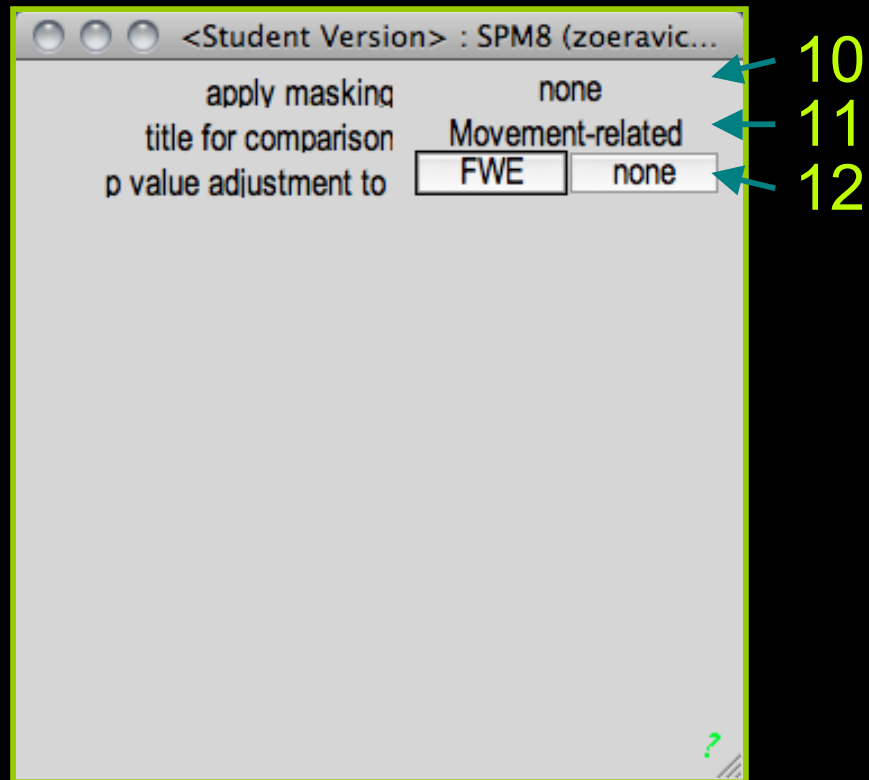 <Student Version> : SPM8 (zoeravic...
apply masking none 10
title for comparison Movement-related 11
p value adjustment to FWE none 12
?